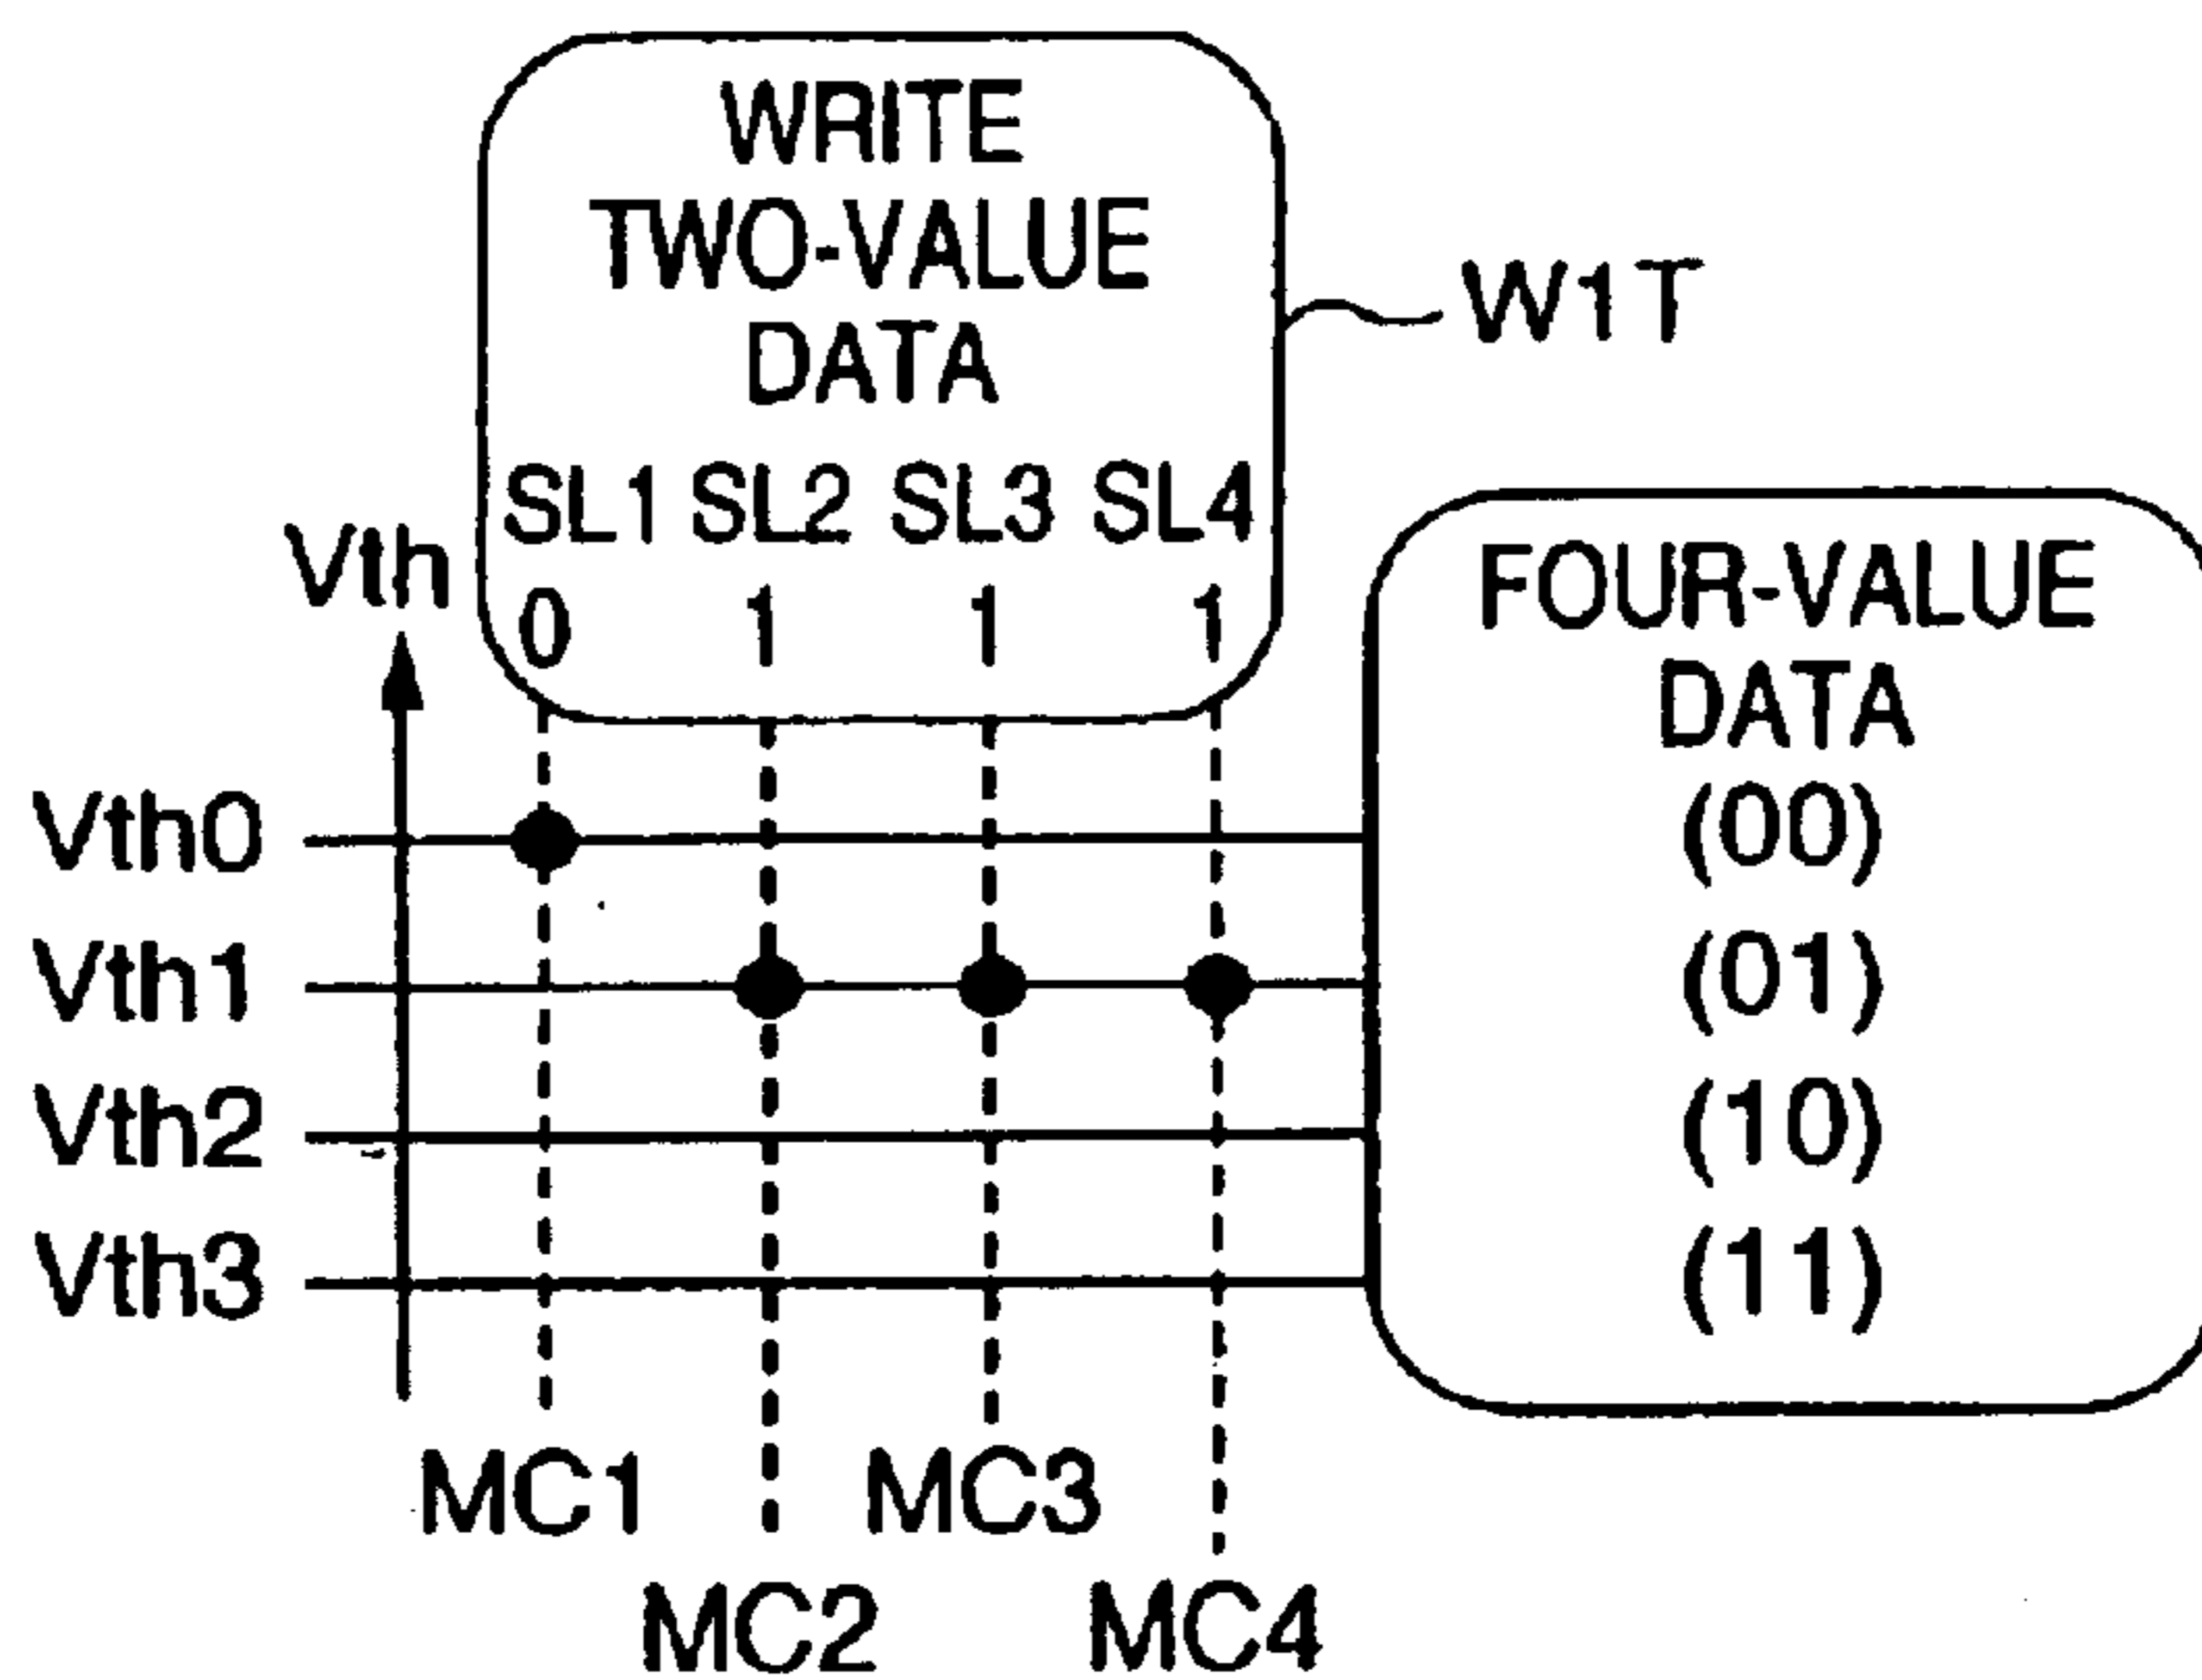 WRITE
TWO-VALUE
DATA
W1T
SL1 SL2 SL3 SL4
Vth
0 1 1 1
FOUR-VALUE
DATA
Vth0 (00)
Vth1 (01)
Vth2 (10)
Vth3 (11)
MC1 MC3
MC2 MC4